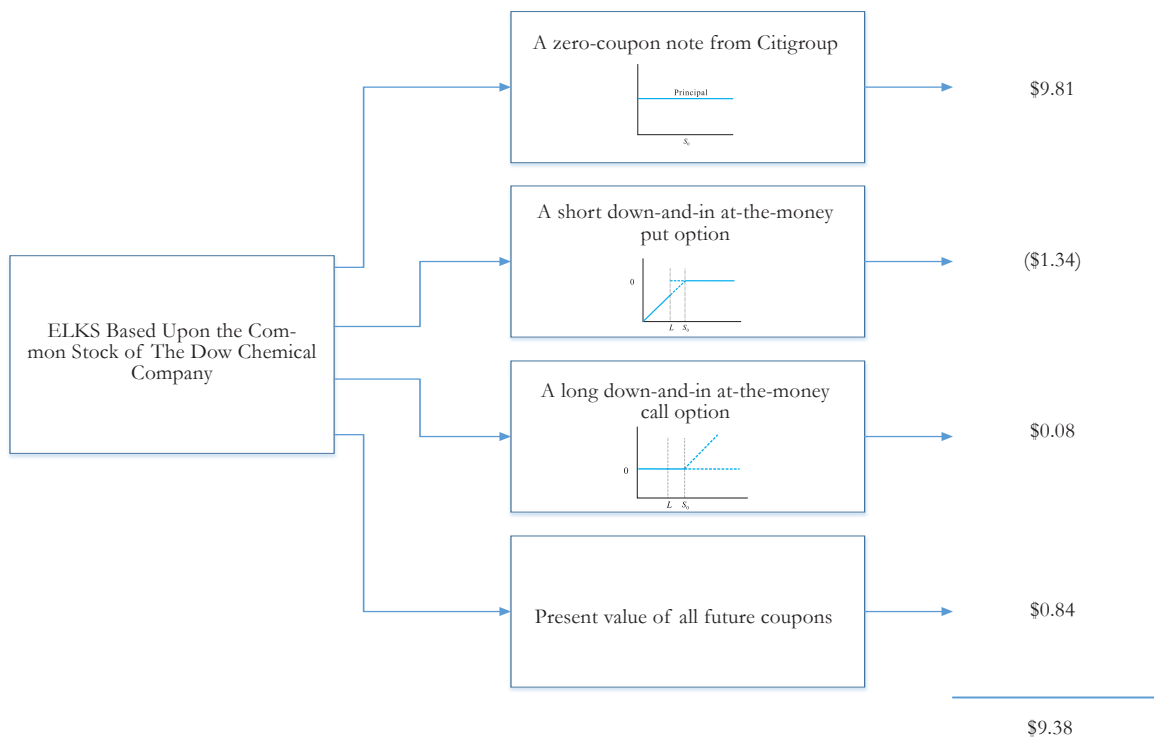 A zero-coupon note from Citigroup
Principal
S₀
$9.81
A short down-and-in at-the-money
put option
0
L S₀
($1.34)
ELKS Based Upon the Com-
mon Stock of The Dow Chemical
Company
A long down-and-in at-the-money
call option
0
L S₀
$0.08
Present value of all future coupons
$0.84
$9.38